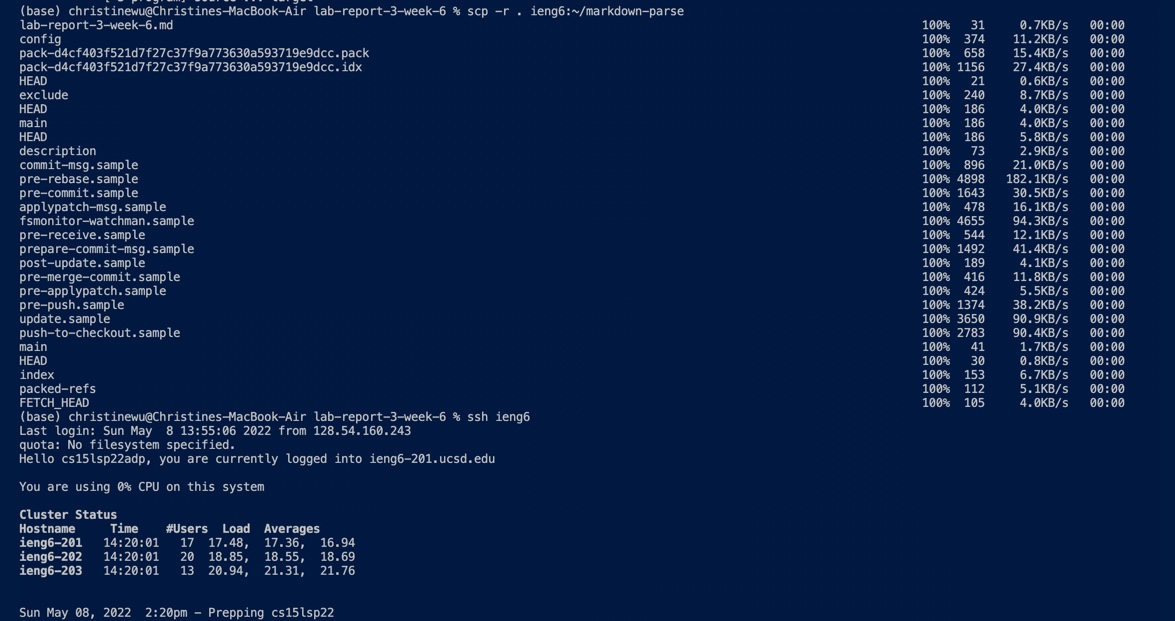 (base) christinewu@Christines-MacBook-Air lab-report-3-week-6 % scp -r . ieng6:~/markdown-parse
lab-report-3-week-6.md 100% 31 0.7KB/s 00:00
config 100% 374 11.2KB/s 00:00
pack-d4cf403f521d7f27c37f9a773630a593719e9dcc.pack 100% 658 15.4KB/s 00:00
pack-d4cf403f521d7f27c37f9a773630a593719e9dcc.idx 100% 1156 27.4KB/s 00:00
HEAD 100% 21 0.6KB/s 00:00
exclude 100% 240 8.7KB/s 00:00
HEAD 100% 186 4.0KB/s 00:00
main 100% 186 4.0KB/s 00:00
HEAD 100% 186 5.8KB/s 00:00
description 100% 73 2.9KB/s 00:00
commit-msg.sample 100% 896 21.0KB/s 00:00
pre-rebase.sample 100% 4898 182.1KB/s 00:00
pre-commit.sample 100% 1643 30.5KB/s 00:00
applypatch-msg.sample 100% 478 16.1KB/s 00:00
fsmonitor-watchman.sample 100% 4655 94.3KB/s 00:00
pre-receive.sample 100% 544 12.1KB/s 00:00
prepare-commit-msg.sample 100% 1492 41.4KB/s 00:00
post-update.sample 100% 189 4.1KB/s 00:00
pre-merge-commit.sample 100% 416 11.8KB/s 00:00
pre-applypatch.sample 100% 424 5.5KB/s 00:00
pre-push.sample 100% 1374 38.2KB/s 00:00
update.sample 100% 3650 90.9KB/s 00:00
push-to-checkout.sample 100% 2783 90.4KB/s 00:00
main 100% 41 1.7KB/s 00:00
HEAD 100% 30 0.8KB/s 00:00
index 100% 153 6.7KB/s 00:00
packed-refs 100% 112 5.1KB/s 00:00
FETCH_HEAD 100% 105 4.0KB/s 00:00
(base) christinewu@Christines-MacBook-Air lab-report-3-week-6 % ssh ieng6
Last login: Sun May  8 13:55:06 2022 from 128.54.160.243
quota: No filesystem specified.
Hello cs15lsp22adp, you are currently logged into ieng6-201.ucsd.edu
You are using 0% CPU on this system
Cluster Status
Hostname Time #Users Load Averages
ieng6-201 14:20:01 17 17.48, 17.36, 16.94
ieng6-202 14:20:01 20 18.85, 18.55, 18.69
ieng6-203 14:20:01 13 20.94, 21.31, 21.76
Sun May 08, 2022  2:20pm - Prepping cs15lsp22